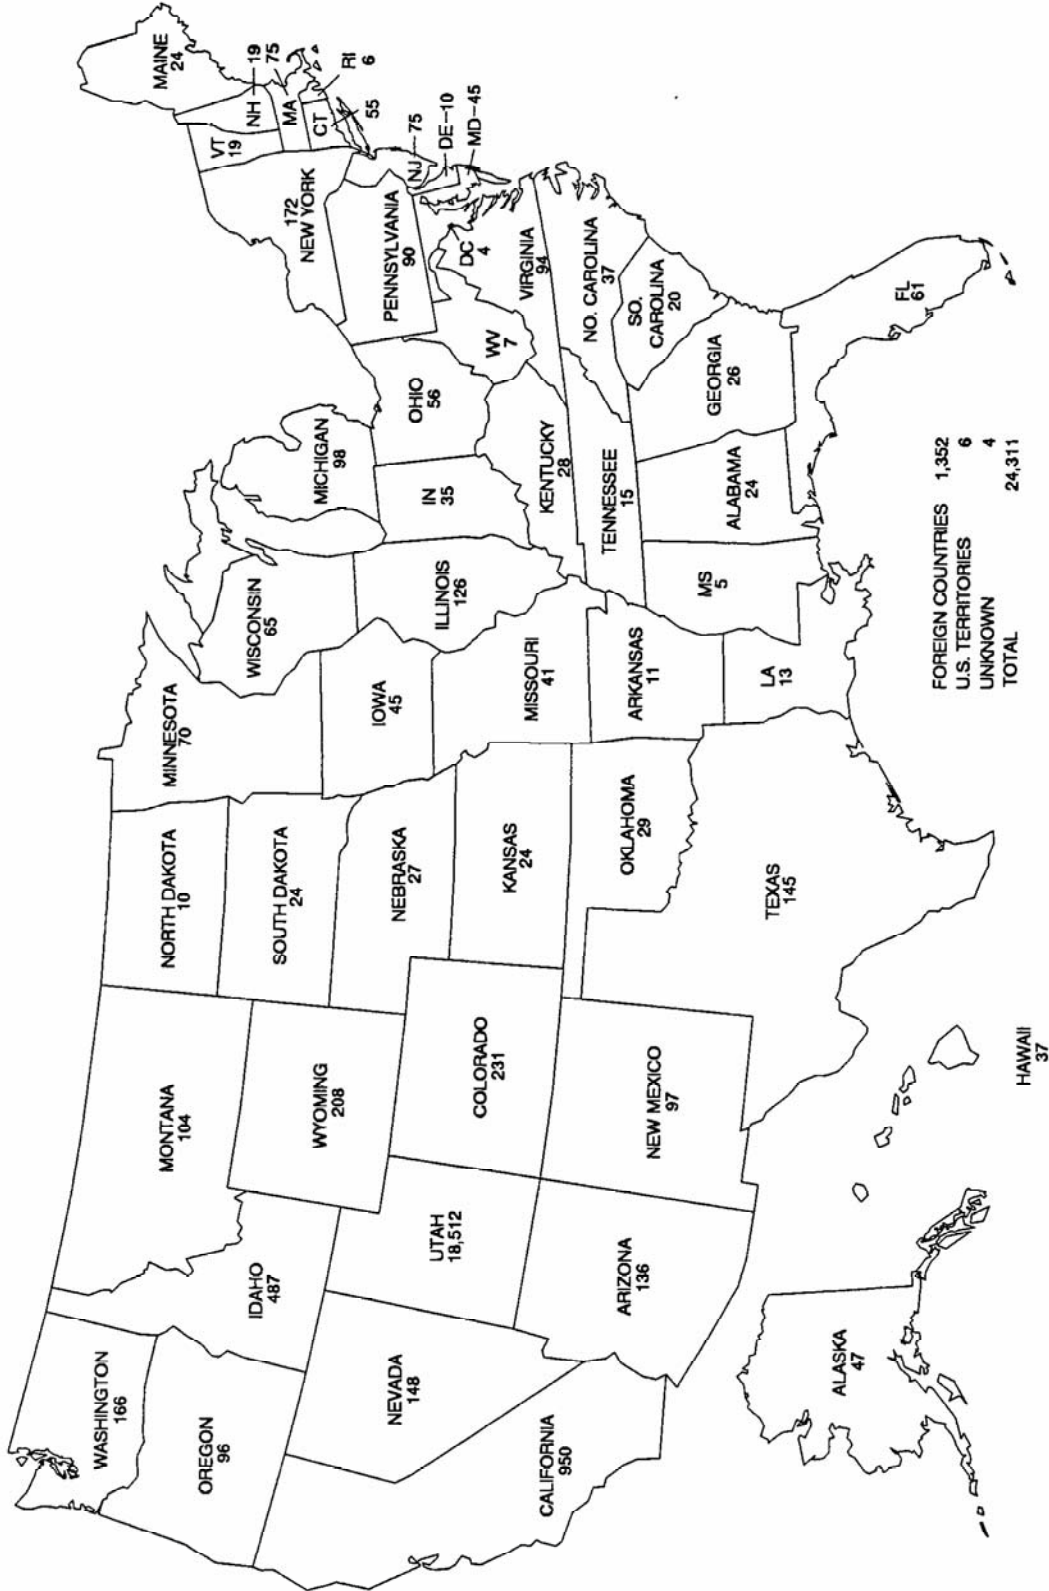 WASHINGTON
166
OREGON
96
CALIFORNIA
950
NEVADA
148
IDAHO
487
MONTANA
104
WYOMING
208
UTAH
18,512
ARIZONA
136
COLORADO
231
NEW MEXICO
97
NORTH DAKOTA
10
SOUTH DAKOTA
24
NEBRASKA
27
KANSAS
24
OKLAHOMA
29
TEXAS
145
MINNESOTA
70
IOWA
45
MISSOURI
41
ARKANSAS
11
LA
13
WISCONSIN
65
ILLINOIS
126
MS
5
MICHIGAN
98
IN
35
OHIO
56
KENTUCKY
28
TENNESSEE
15
ALABAMA
24
GEORGIA
26
FL
61
SO.
CAROLINA
20
NO. CAROLINA
37
VIRGINIA
94
WV
7
DC
4
PENNSYLVANIA
90
172
NEW YORK
VT
19
NH
19
MAINE
24
MA
75
RI
6
CT
55
NJ
75
DE-10
MD-45
ALASKA
47
HAWAII
37
FOREIGN COUNTRIES 1,352
U.S. TERRITORIES 6
UNKNOWN 4
TOTAL 24,311